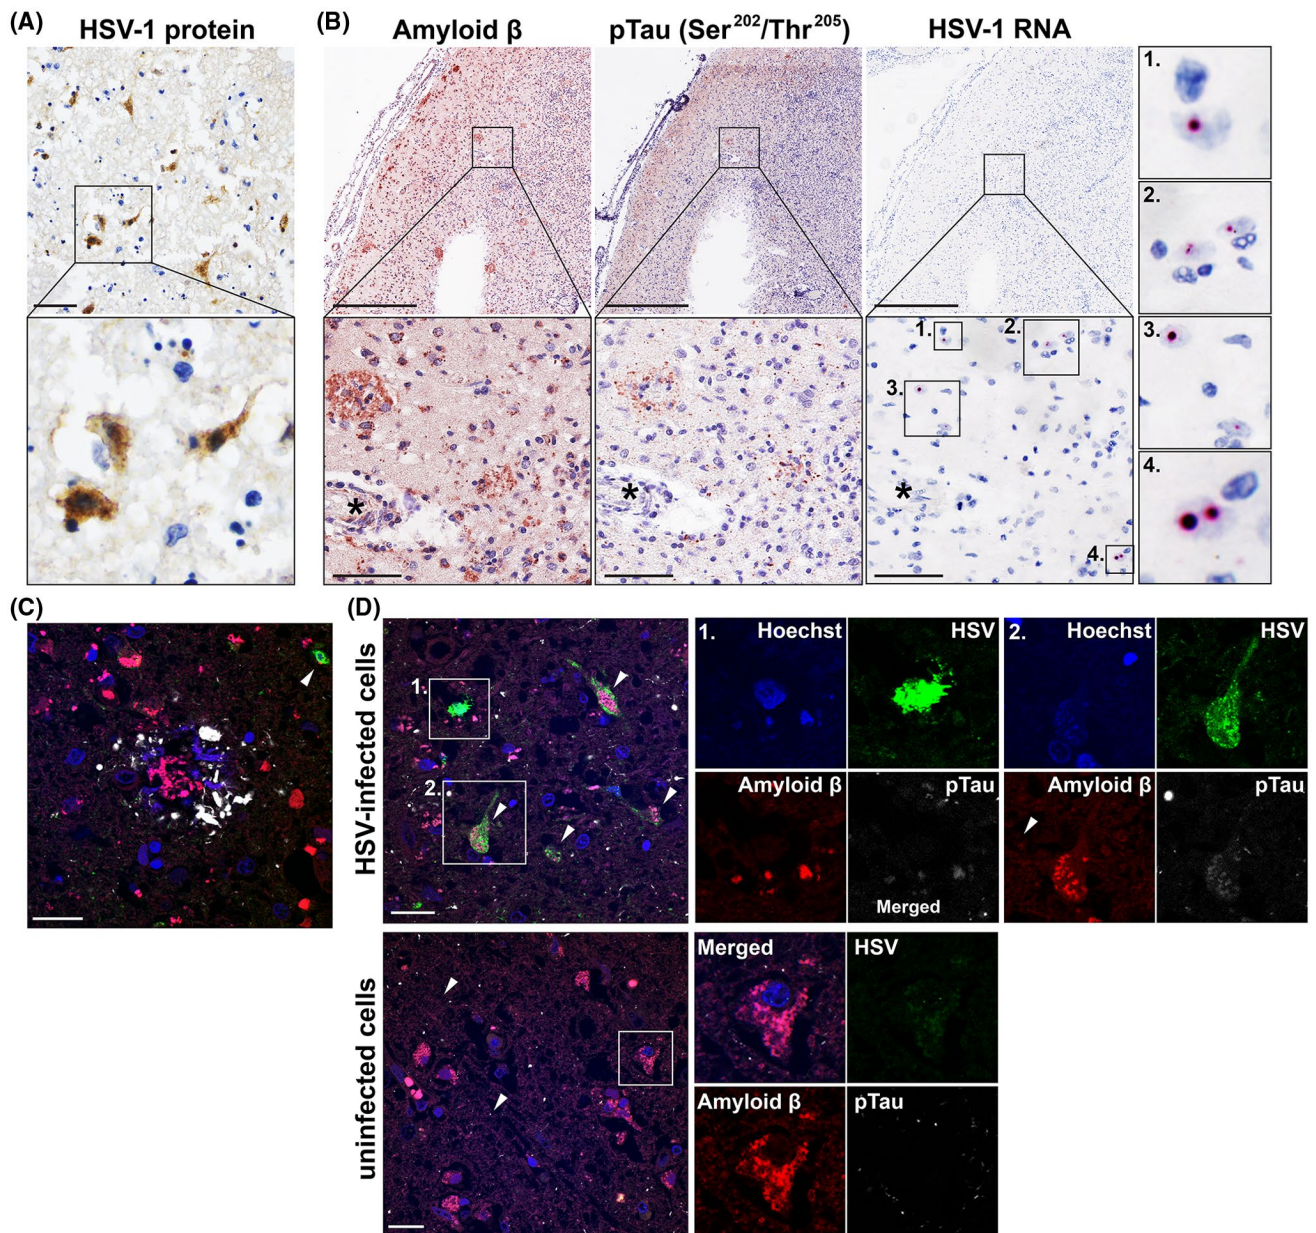 (A) HSV-1 protein
(B) Amyloid β pTau (Ser²⁰²/Thr²⁰⁵) HSV-1 RNA
1.
2.
3.
4.
*
*
1.
2.
3.
*
4.
(C)
(D)
HSV-infected cells
1.
2.
1. Hoechst HSV
Amyloid β pTau
Merged
2. Hoechst HSV
Amyloid β pTau
uninfected cells
Merged HSV
Amyloid β pTau